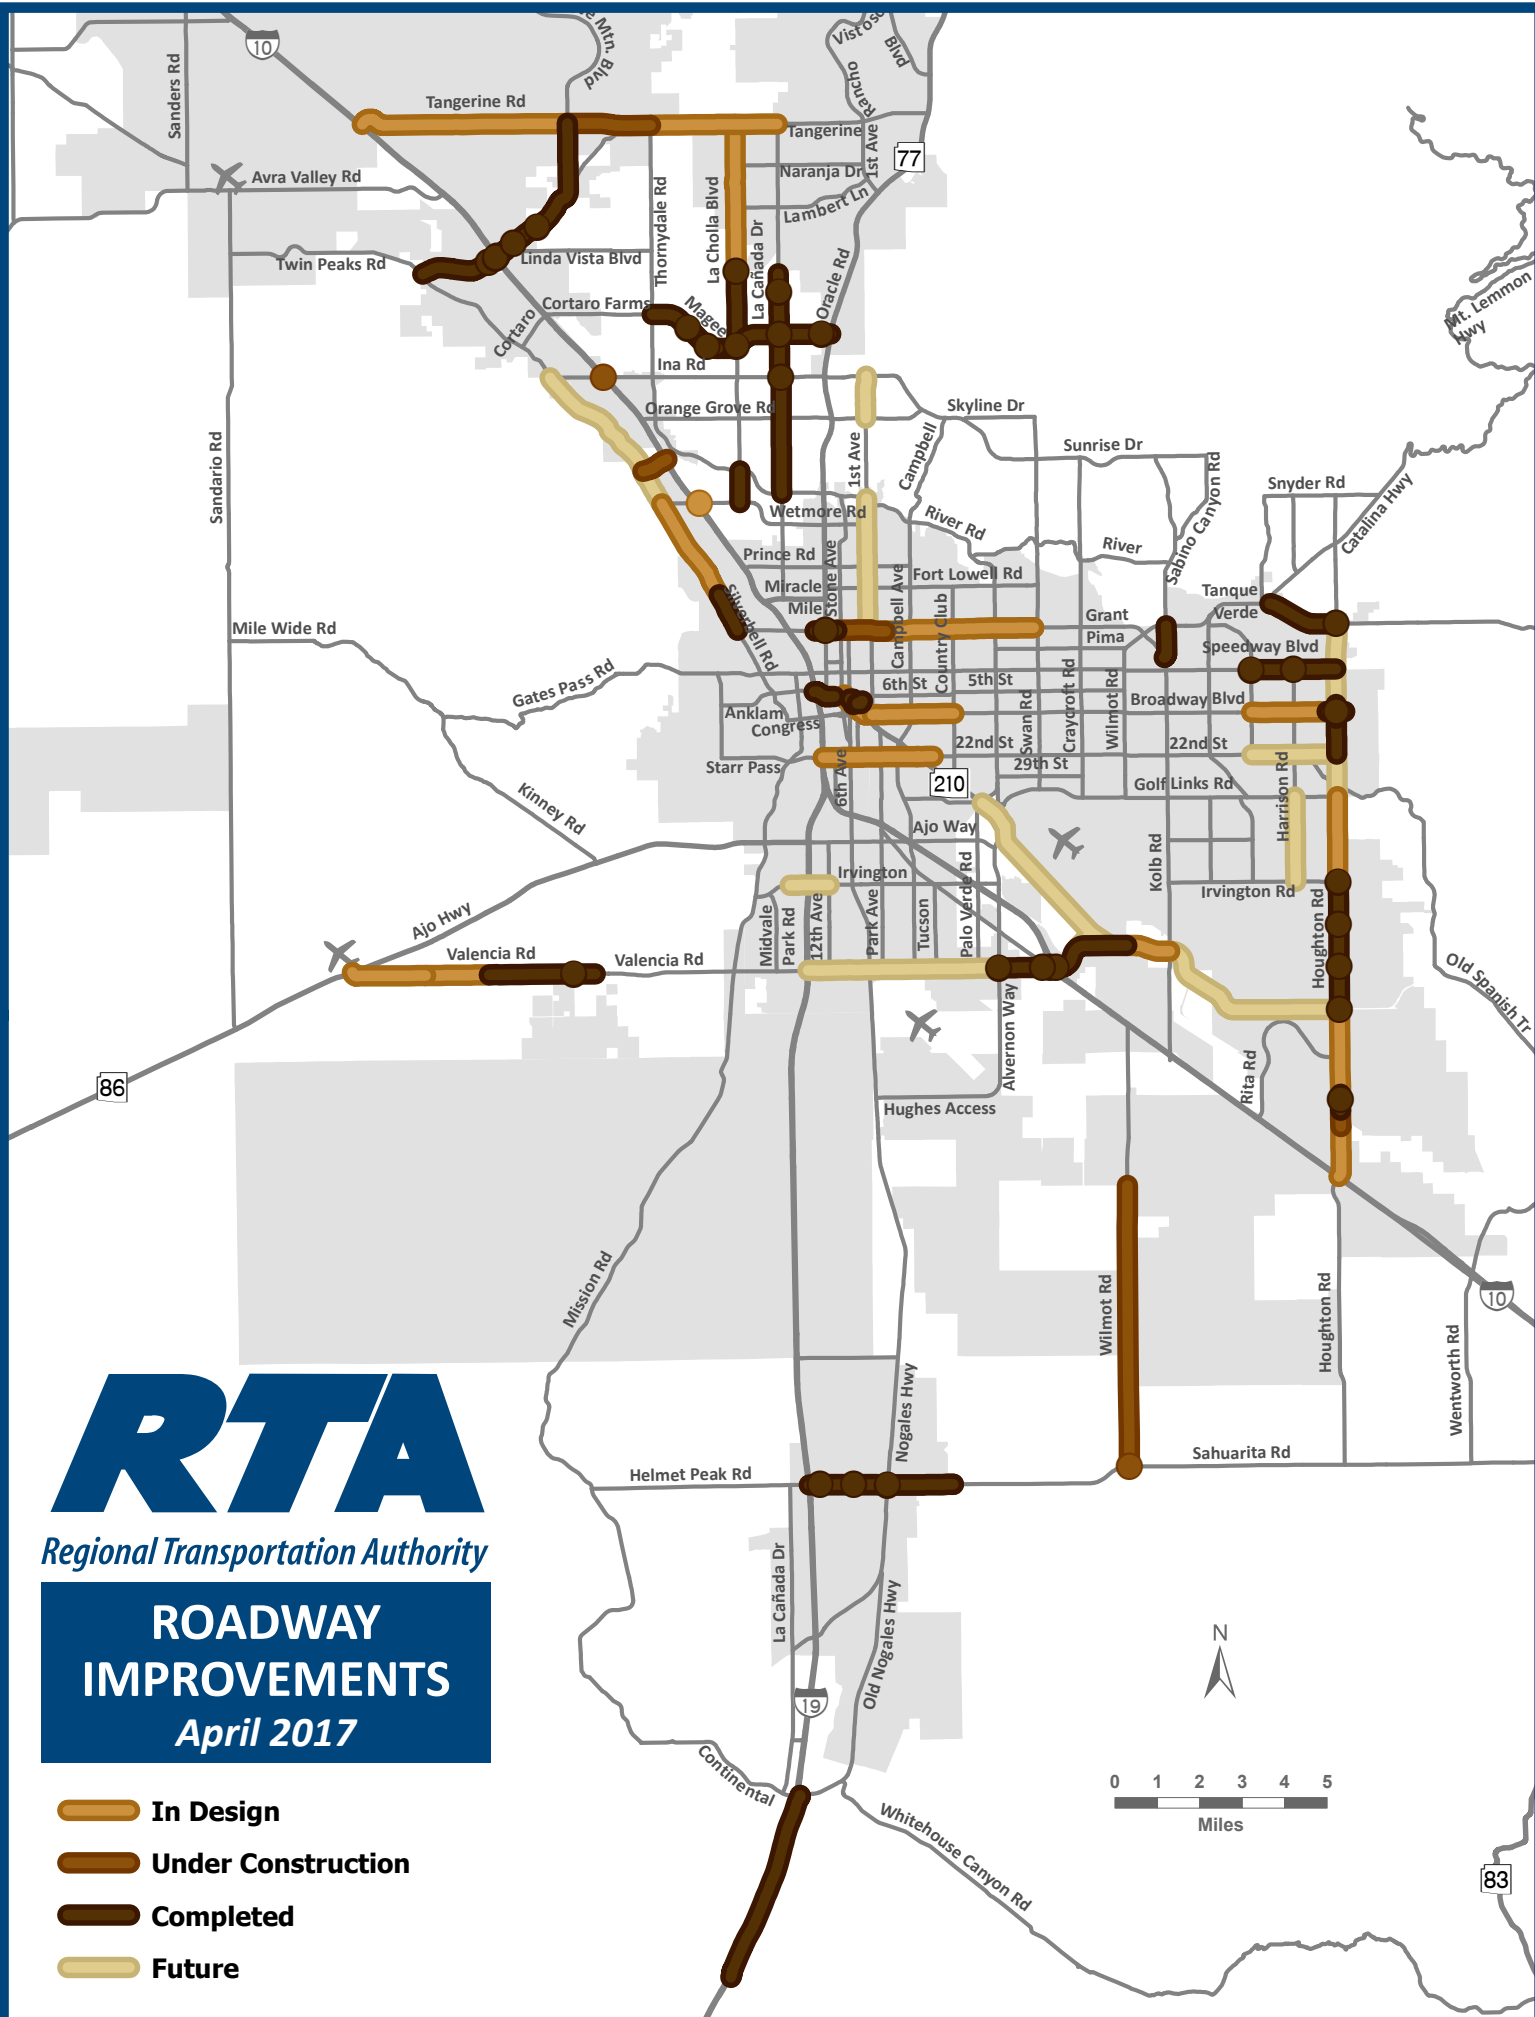 10
Sanders Rd
e Mtn. Blvd
Vistoso
Blvd
Rancho
Tangerine Rd
Tangerine
1st Ave
77
Naranja Dr
Avra Valley Rd
Lambert Ln
Thornydale Rd
La Cholla Blvd
La Cañada Dr
Oracle Rd
Twin Peaks Rd
Linda Vista Blvd
Mt. Lemmon
Hwy
Cortaro Farms
Magee
Cortaro
Ina Rd
Orange Grove Rd
Skyline Dr
Sunrise Dr
Sandario Rd
1st Ave
Campbell
Sabino Canyon Rd
Snyder Rd
Catalina Hwy
Wetmore Rd
River Rd
River
Prince Rd
Stone Ave
Fort Lowell Rd
Miracle
Mile
Campbell Ave
Country Club
Tanque
Verde
Silverbell Rd
Grant
Pima
Mile Wide Rd
Speedway Blvd
Gates Pass Rd
6th St
5th St
Swan Rd
Craycroft Rd
Wilmot Rd
Broadway Blvd
Anklam
Congress
22nd St
22nd St
Starr Pass
29th St
6th Ave
210
Golf Links Rd
Harrison Rd
Kinney Rd
Ajo Way
Kolb Rd
Irvington
Palo Verde Rd
Irvington Rd
Ajo Hwy
Midvale
Park Rd
12th Ave
Park Ave
Tucson
Houghton Rd
Valencia Rd
Valencia Rd
Old Spanish Tr
Alvernon Way
86
Rita Rd
Hughes Access
Mission Rd
Wilmot Rd
Houghton Rd
10
Wentworth Rd
Nogales Hwy
RTA
Regional Transportation Authority
Helmet Peak Rd
Sahuarita Rd
La Cañada Dr
Old Nogales Hwy
ROADWAY
IMPROVEMENTS
April 2017
N
19
Continental
0 1 2 3 4 5
Miles
Whitehouse Canyon Rd
83
In Design
Under Construction
Completed
Future